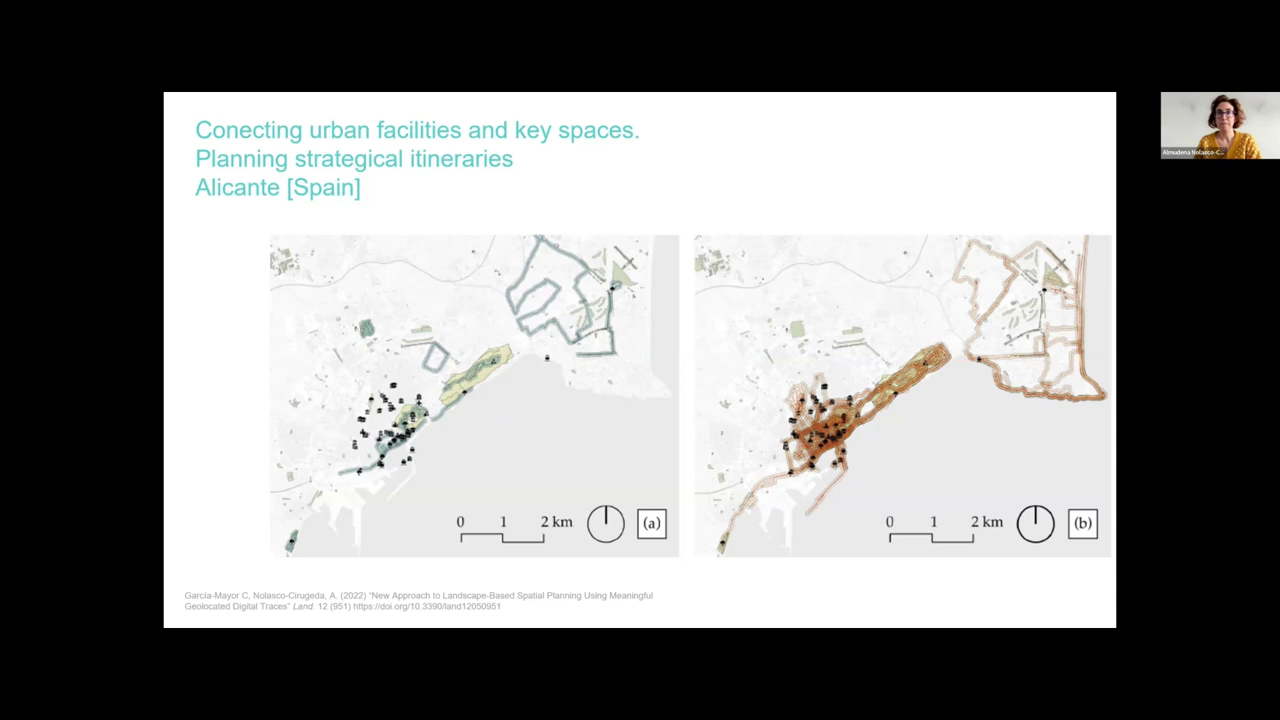 Conecting urban facilities and key spaces.
Planning strategical itineraries
Alicante [Spain]
Almudena Nolasco-C...
0 1 2 km
(a)
0 1 2 km
(b)
García-Mayor C, Nolasco-Cirugeda, A. (2022) "New Approach to Landscape-Based Spatial Planning Using Meaningful
Geolocated Digital Traces" Land. 12 (951) https://doi.org/10.3390/land12050951